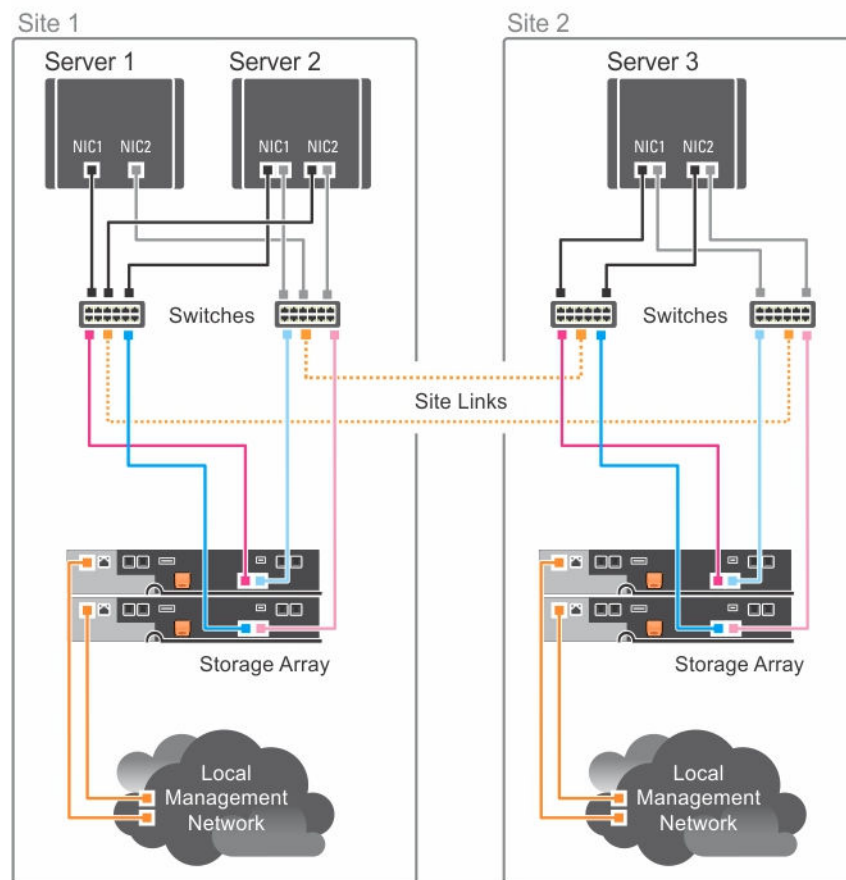 Site 1
Site 2
Server 1
Server 2
Server 3
NIC1
NIC2
NIC1
NIC2
NIC1
NIC2
Switches
Switches
Site Links
Storage Array
Storage Array
Local
Management
Network
Local
Management
Network